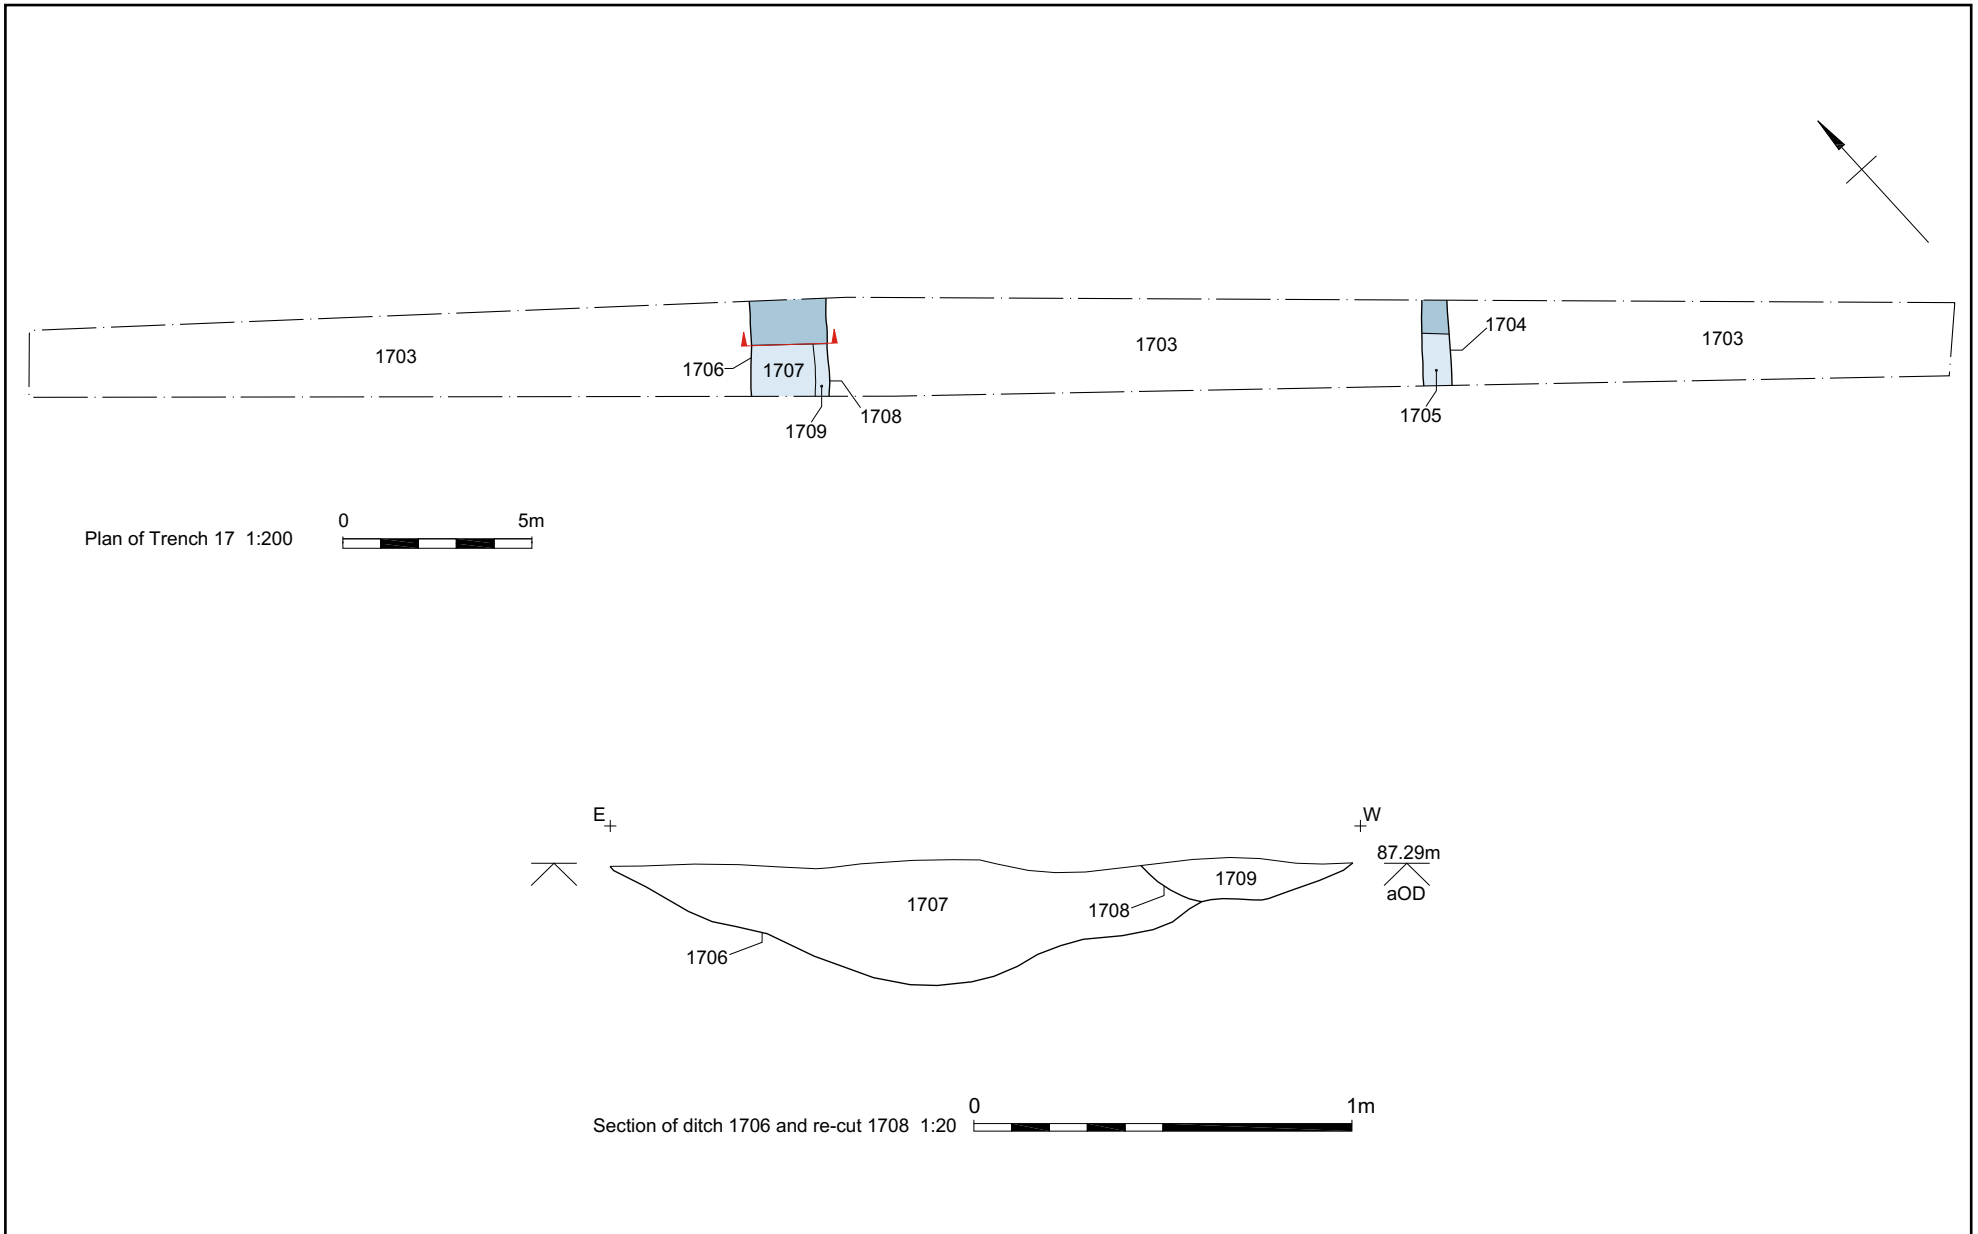 1703
1706
1707
1709
1708
1703
1704
1705
1703
Plan of Trench 17 1:200
0 5m
E
W
87.29m
aOD
1707
1709
1708
1706
Section of ditch 1706 and re-cut 1708 1:20
0 1m